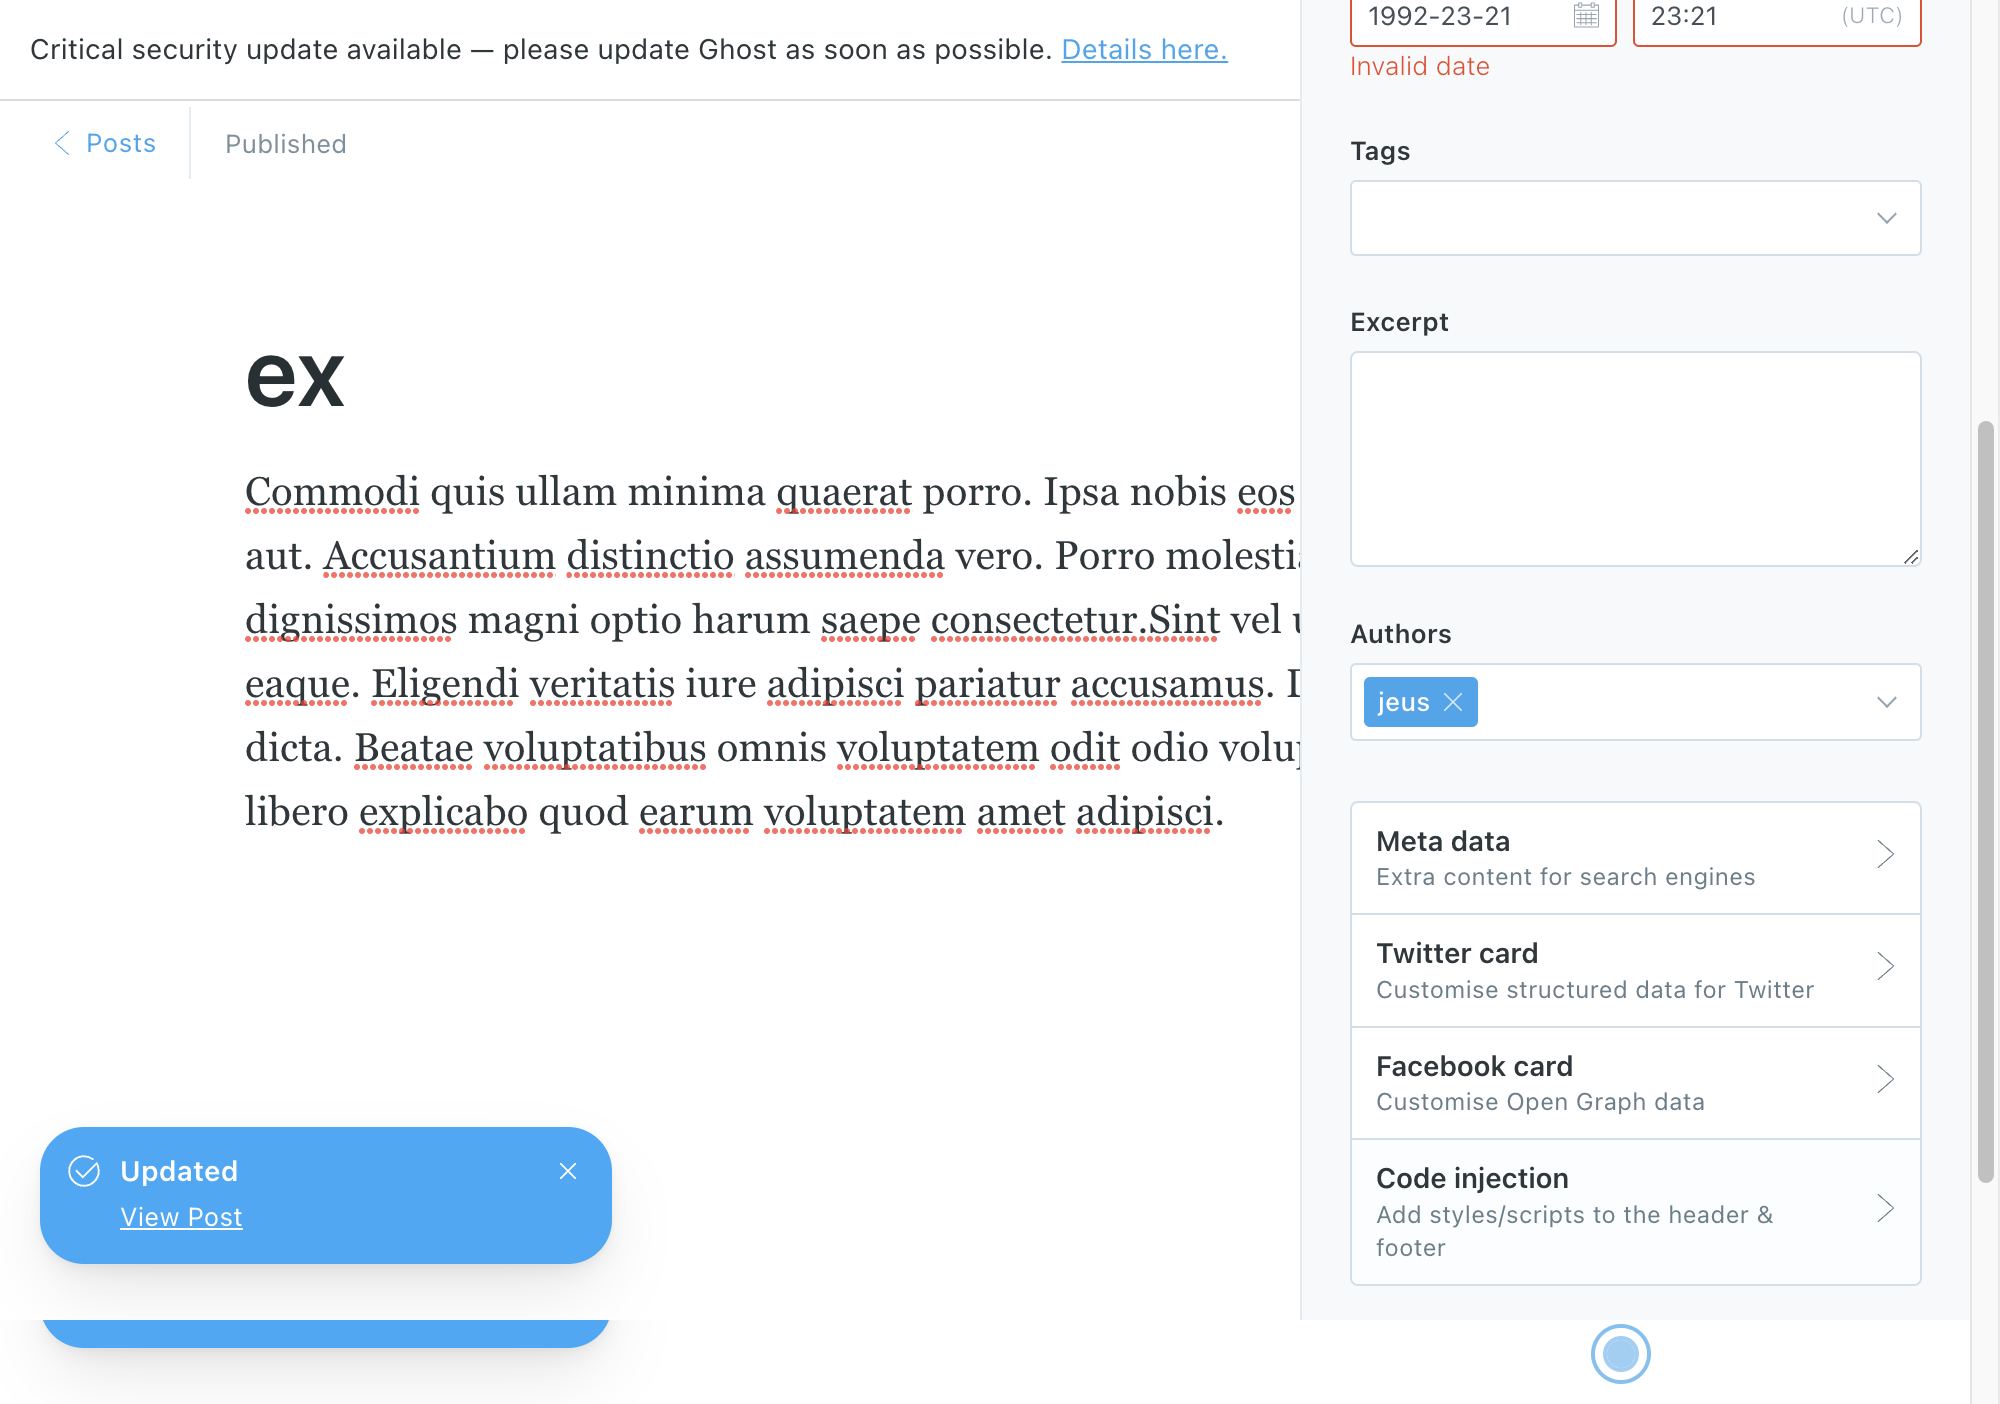 Critical security update available — please update Ghost as soon as possible. Details here.
Posts
Published
ex
Commodi quis ullam minima quaerat porro. Ipsa nobis eos
aut. Accusantium distinctio assumenda vero. Porro
dignissimos magni optio harum saepe consectetur.Sint vel
eaque. Eligendi veritatis iure adipisci pariatur accusamus.
dicta. Beatae voluptatibus omnis voluptatem odit odio
libero explicabo quod earum voluptatem amet adipisci.
Updated
View Post
1992-23-21
23:21 (UTC)
Invalid date
Tags
Excerpt
Authors
jeus
Meta data
Extra content for search engines
Twitter card
Customise structured data for Twitter
Facebook card
Customise Open Graph data
Code injection
Add styles/scripts to the header &
footer